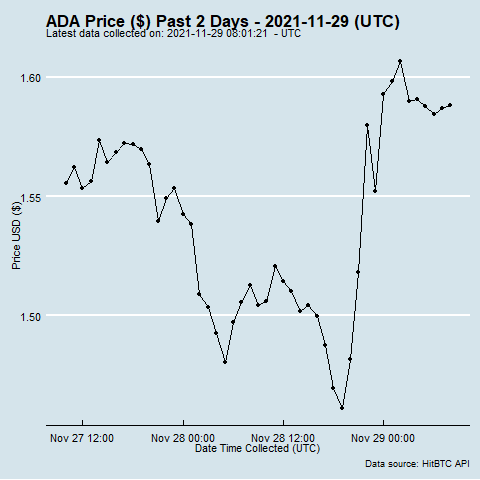 ADA Price ($) Past 2 Days - 2021-11-29 (UTC)
Latest data collected on: 2021-11-29 08:01:21 - UTC
1.60
1.55
1.50
Price USD ($)
Nov 27 12:00
Nov 28 00:00
Nov 28 12:00
Nov 29 00:00
Date Time Collected (UTC)
Data source: HitBTC API